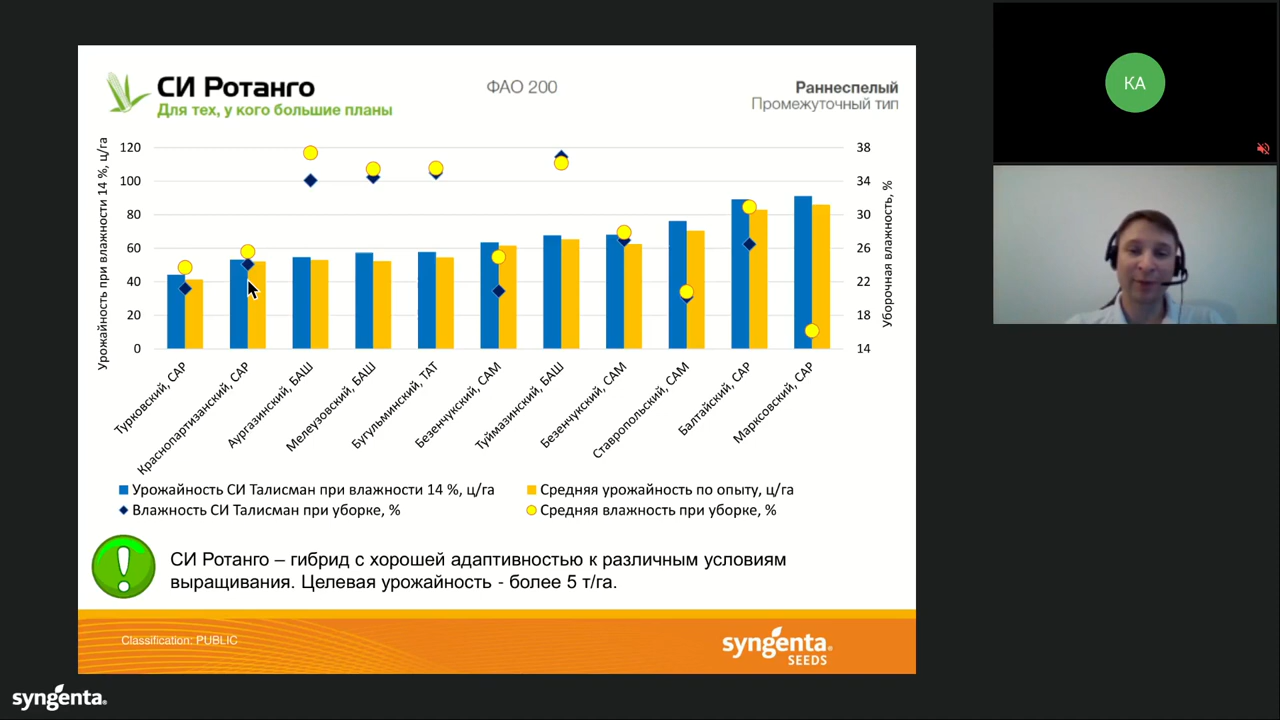 СИ Ротанго
Для тех, у кого большие планы
ФАО 200
Раннеспелый
Промежуточный тип
Урожайность при влажности 14 %, ц/га
120
100
80
60
40
20
0
38
34
30
26
22
18
14
Уборочная влажность, %
Турковский, САР
Краснопартизанский, САР
Аургазинский, БАШ
Мелеузовский, БАШ
Бугульминский, ТАТ
Безенчукский, САМ
Туймазинский, БАШ
Безенчукский, САМ
Ставропольский, САМ
Балтайский, САР
Марксовский, САР
Урожайность СИ Талисман при влажности 14 %, ц/га
Средняя урожайность по опыту, ц/га
Влажность СИ Талисман при уборке, %
Средняя влажность при уборке, %
СИ Ротанго – гибрид с хорошей адаптивностью к различным условиям
выращивания. Целевая урожайность - более 5 т/га.
Classification: PUBLIC
syngenta
SEEDS
syngenta
КА